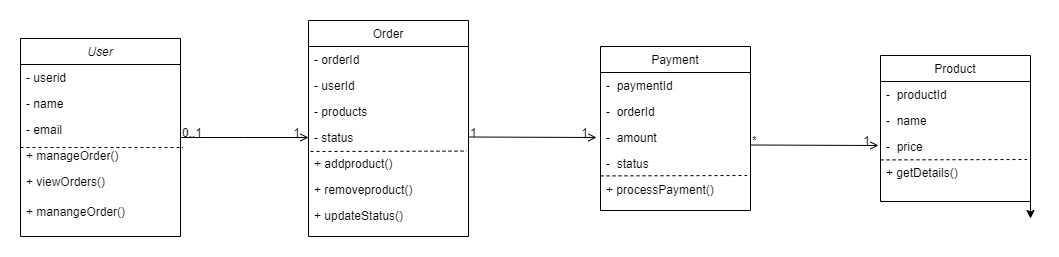 User
- userid
- name
- email
+ manageOrder()
+ viewOrders()
+ manangeOrder()
0..1
1
Order
- orderId
- userId
- products
- status
+ addproduct()
+ removeproduct()
+ updateStatus()
1
1
Payment
- paymentId
- orderId
- amount
- status
+ processPayment()
*
1
Product
- productId
- name
- price
+ getDetails()